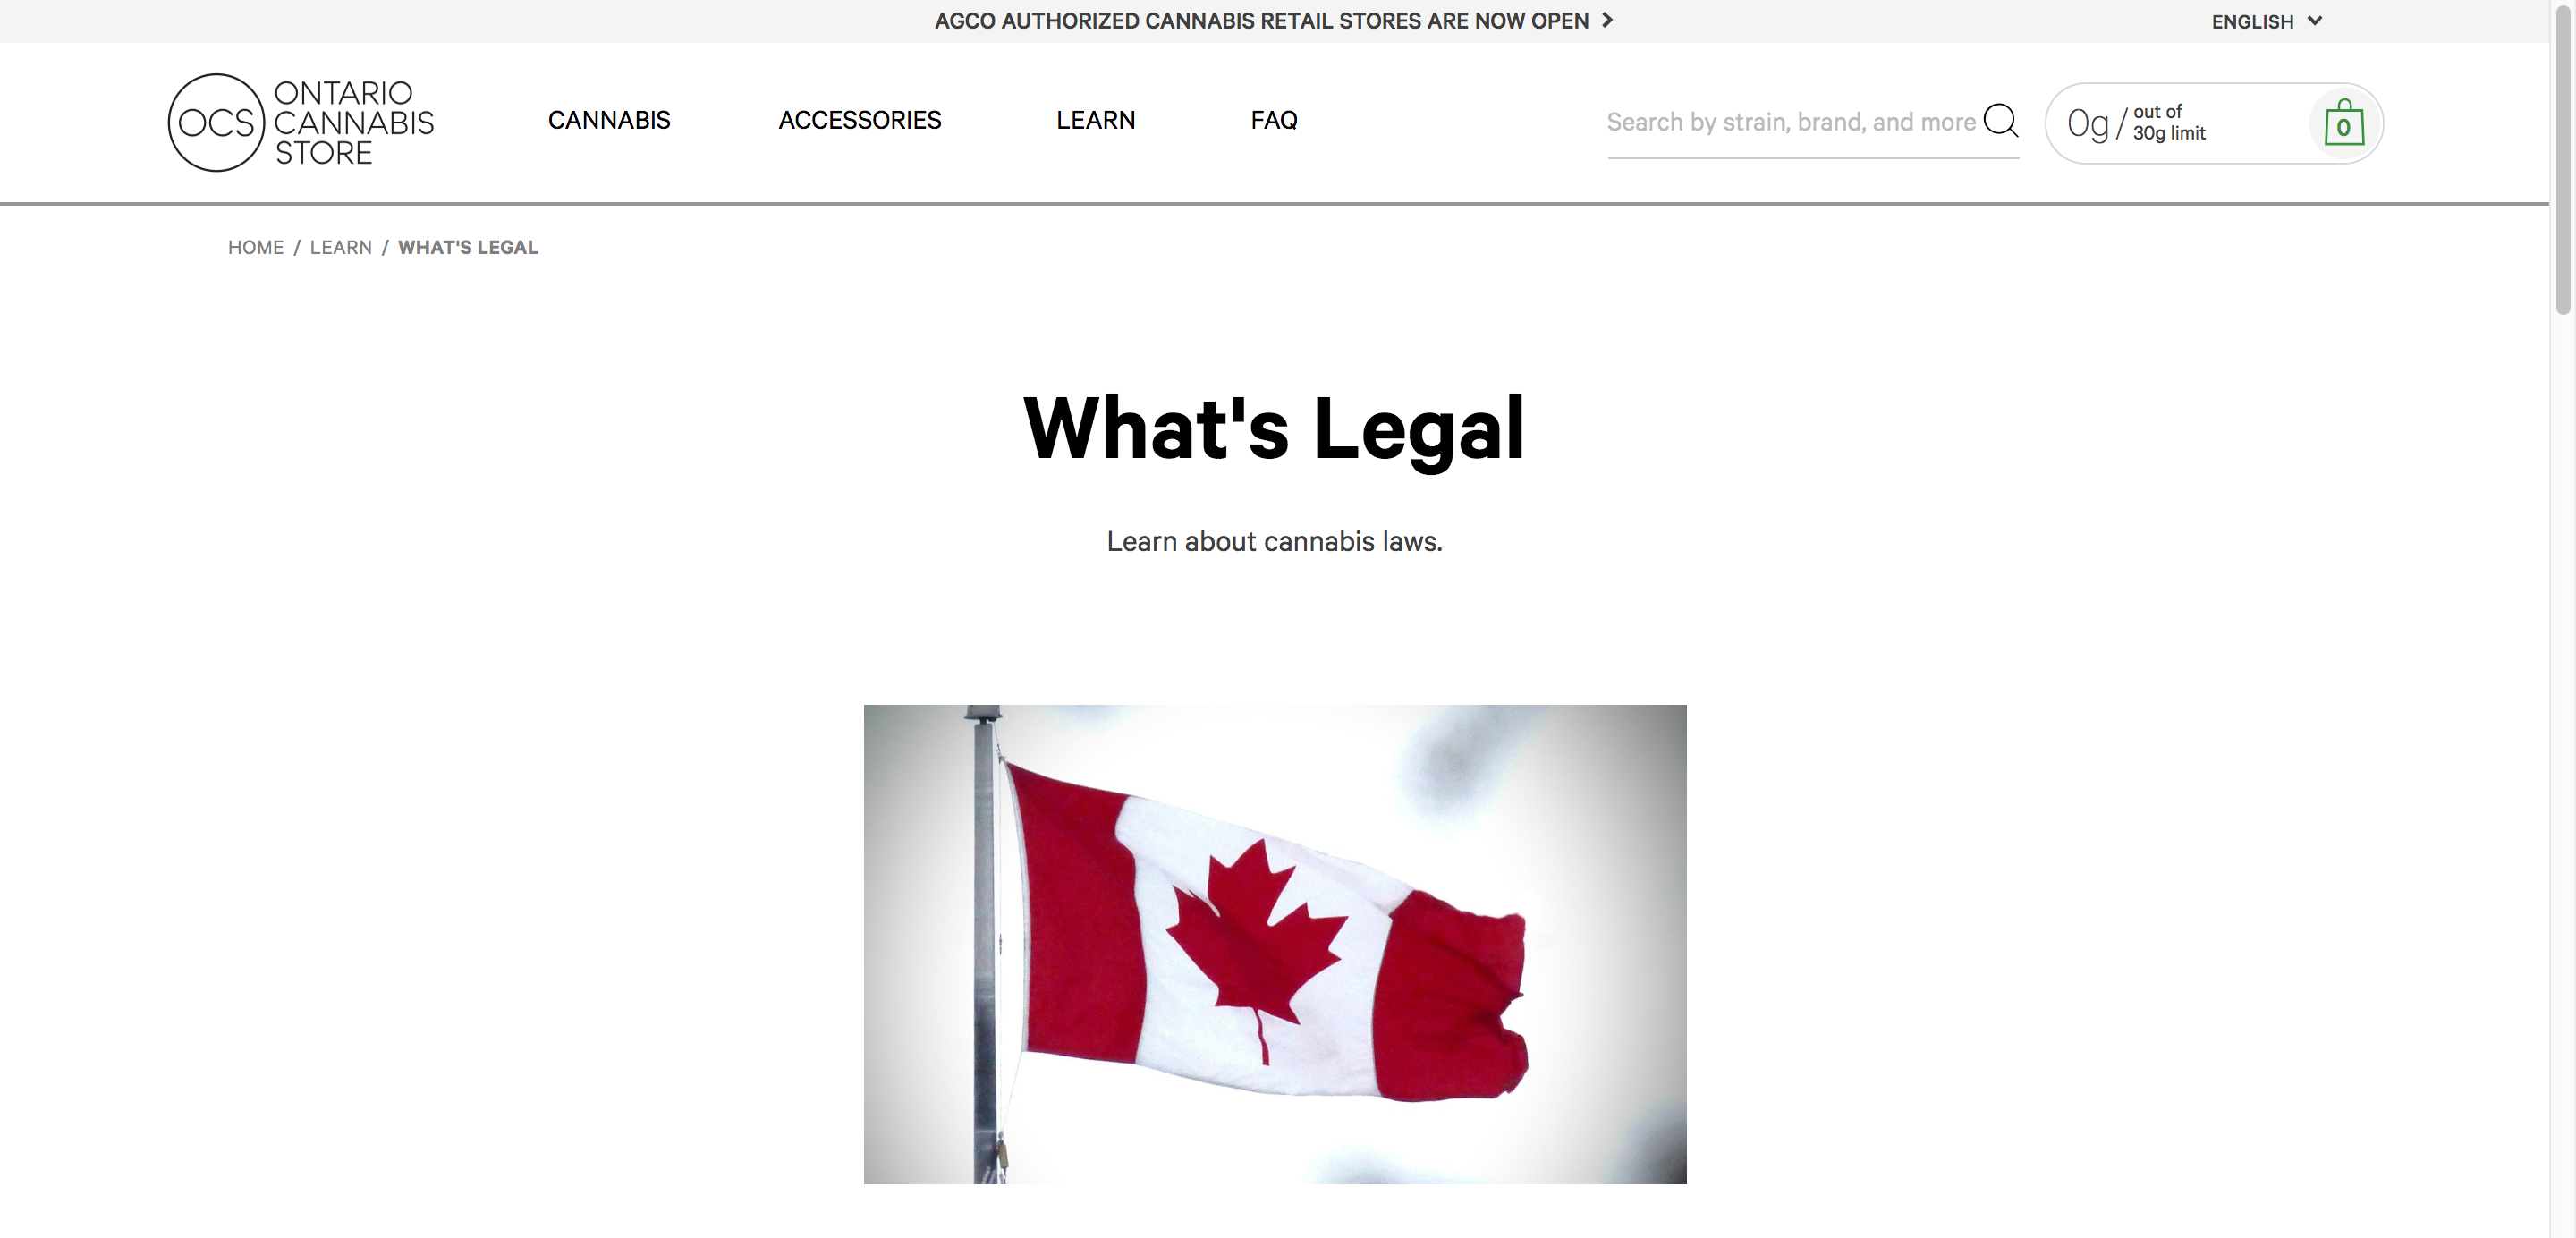 AGCO AUTHORIZED CANNABIS RETAIL STORES ARE NOW OPEN
ENGLISH
OCS
ONTARIO
CANNABIS
STORE
CANNABIS
ACCESSORIES
LEARN
FAQ
Search by strain, brand, and more
0g/
out of
30g limit
0
HOME / LEARN / WHAT'S LEGAL
What's Legal
Learn about cannabis laws.